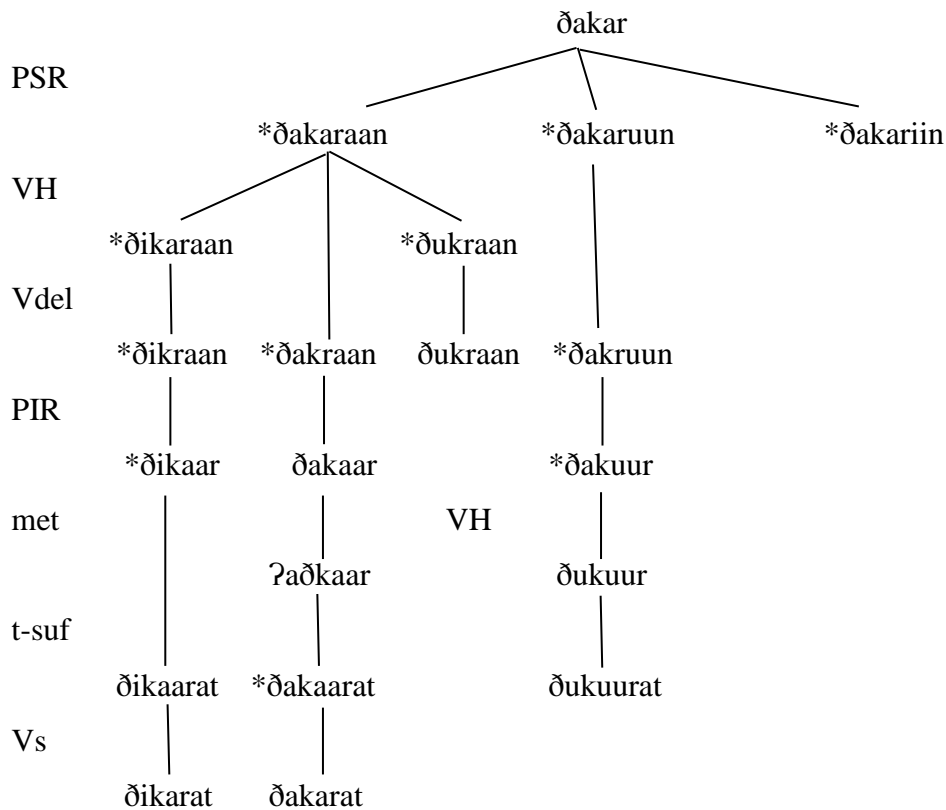 ðakar
PSR
*ðakaraan *ðakaruun *ðakariin
VH
*ðikaraan *ðukraan
Vdel
*ðikraan *ðakraan ðukraan *ðakruun
PIR
*ðikaar ðakaar *ðakuur
met VH
ʔaðkaar ðukuur
t-suf
ðikaarat *ðakaarat ðukuurat
Vs
ðikarat ðakarat